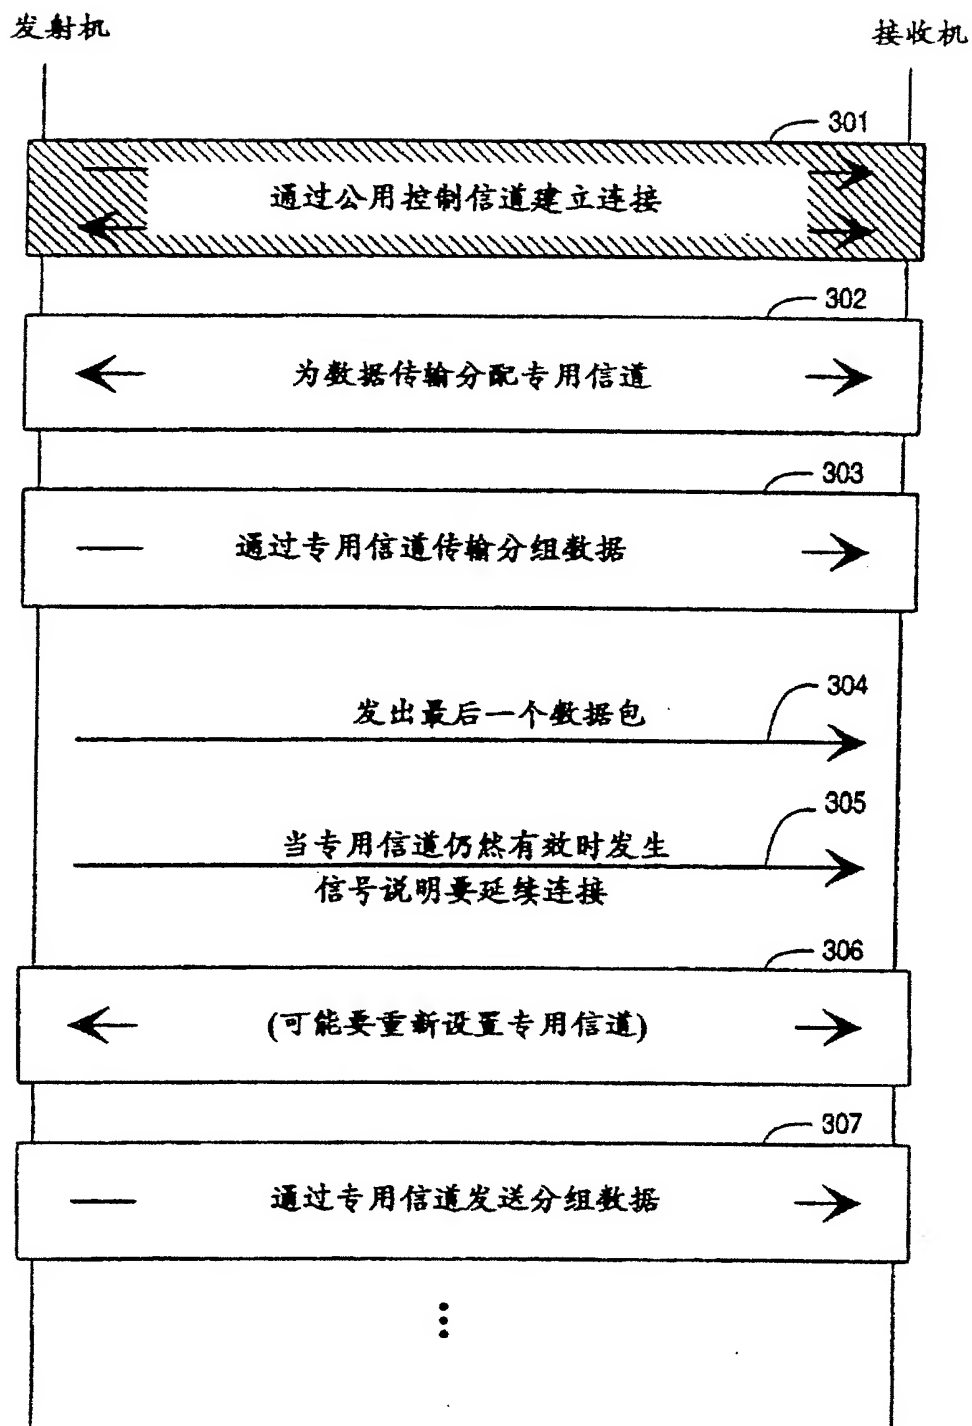 发射机
接收机
301
通过公用控制信道建立连接
302
为数据传输分配专用信道
303
通过专用信道传输分组数据
304
发出最后一个数据包
305
当专用信道仍然有效时发生
信号说明要延续连接
306
(可能要重新设置专用信道)
307
通过专用信道发送分组数据